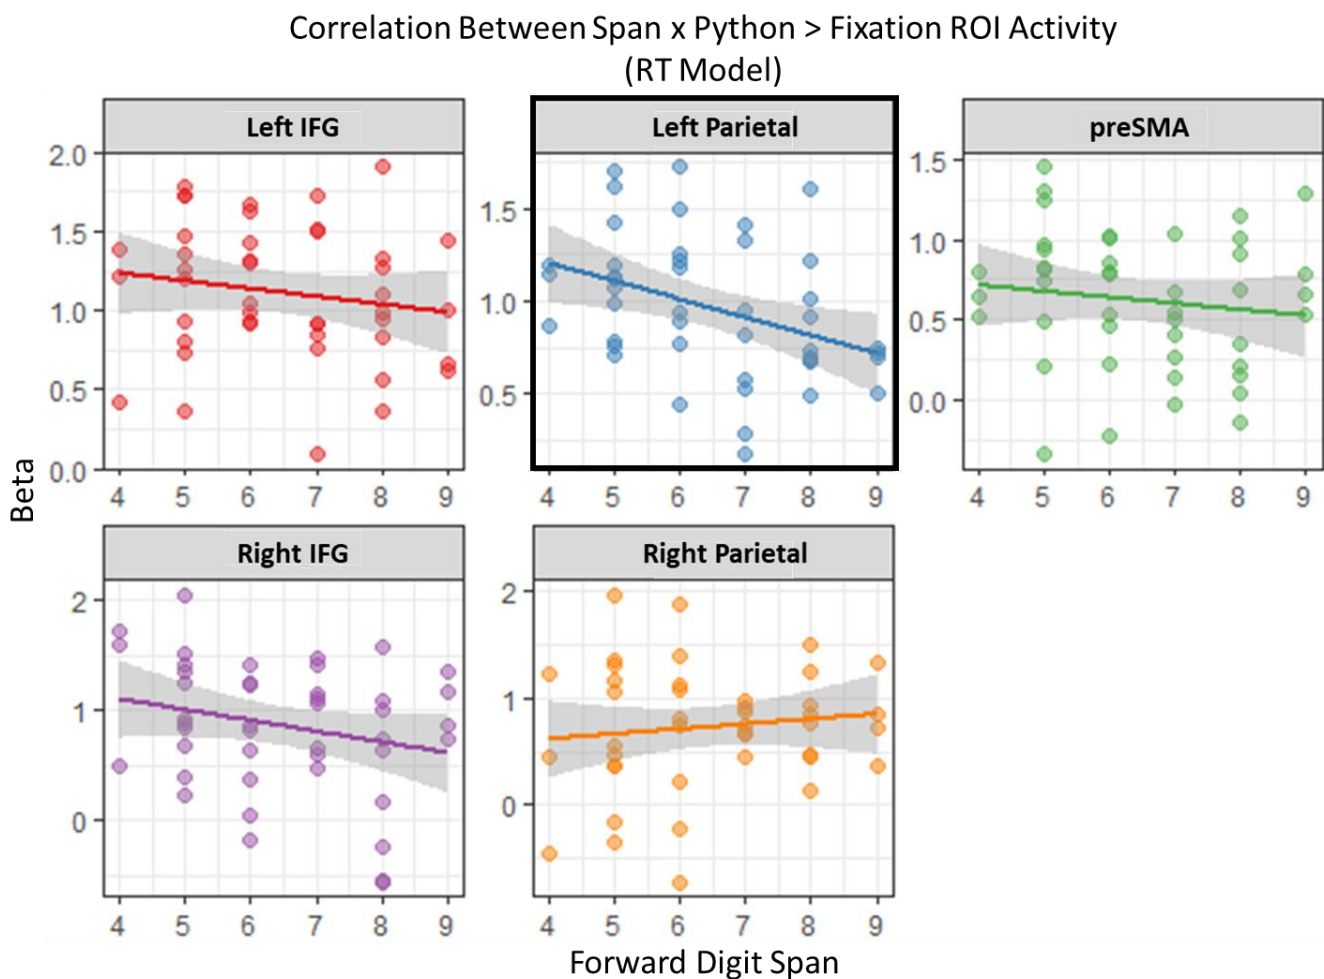 Correlation Between Span x Python > Fixation ROI Activity
(RT Model)
Left IFG
2.0
1.5
1.0
0.5
0.0
4 5 6 7 8 9
Left Parietal
1.5
1.0
0.5
4 5 6 7 8 9
preSMA
1.5
1.0
0.5
0.0
4 5 6 7 8 9
Beta
Right IFG
2
1
0
4 5 6 7 8 9
Right Parietal
2
1
0
4 5 6 7 8 9
Forward Digit Span